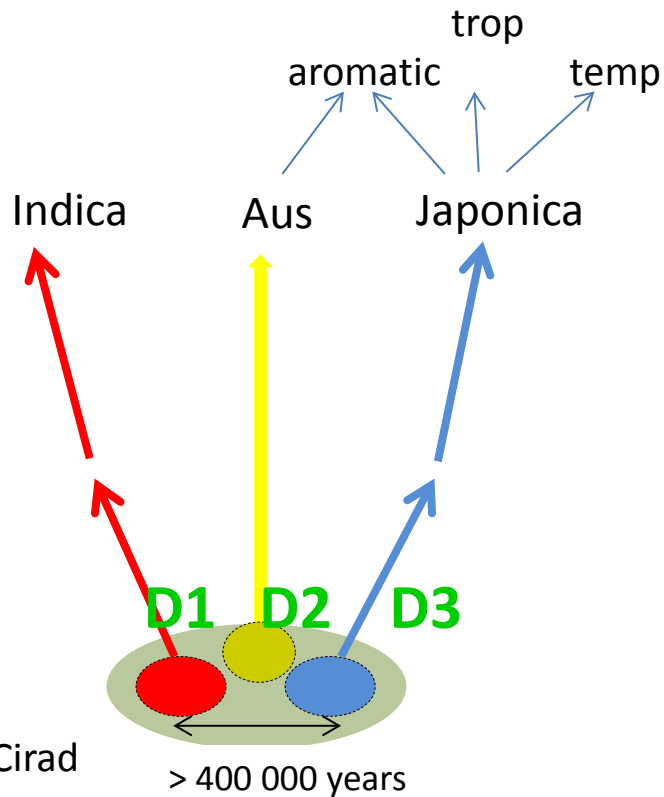 trop
aromatic temp
Indica Aus Japonica
D1 D2 D3
Cirad
> 400 000 years